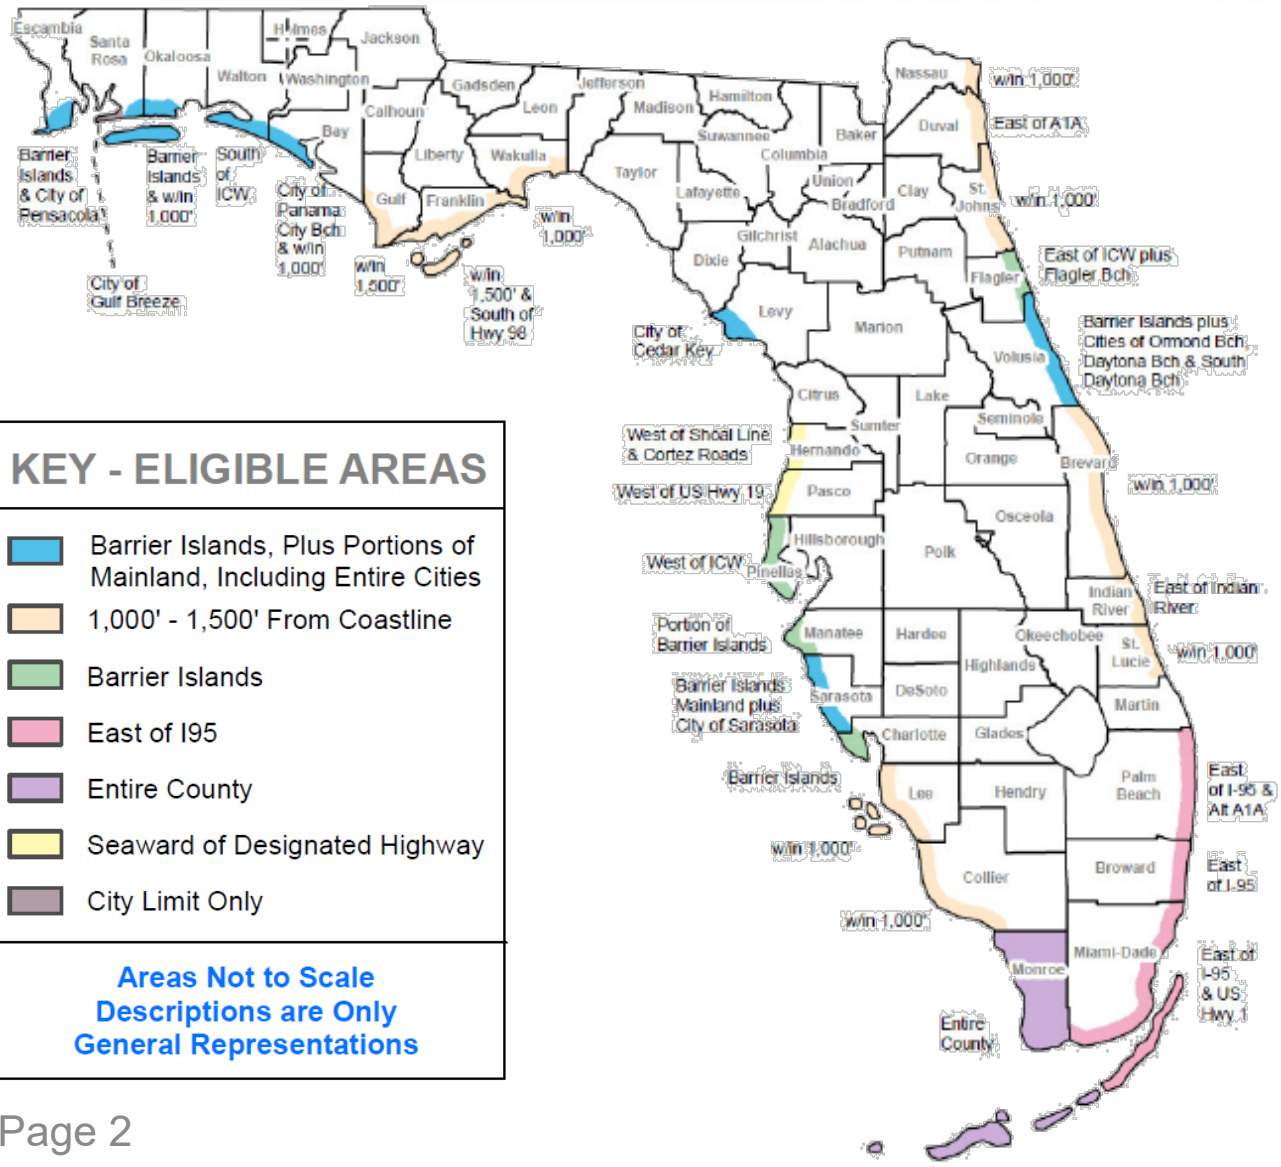 Escambia
Santa
Rosa
Okaloosa
Walton
Holmes
Washington
Jackson
Bay
Calhoun
Gulf
Liberty
Gadsden
Leon
Wakulla
Franklin
Jefferson
Madison
Taylor
Hamilton
Suwannee
Lafayette
Dixie
Columbia
Gilchrist
Baker
Union
Bradford
Alachua
Levy
Nassau
Duval
Clay
St.
Johns
Putnam
Flagler
Marion
Volusia
Citrus
Sumter
Lake
Hernando
Pasco
Seminole
Orange
Brevard
Osceola
Polk
Hillsborough
Pinellas
Manatee
Hardee
Highlands
Okeechobee
Indian
River
St.
Lucie
Martin
Sarasota
DeSoto
Charlotte
Glades
Lee
Hendry
Palm
Beach
Broward
Collier
Miami-Dade
Monroe
Barrier
Islands
& City of
Pensacola
City of
Gulf Breeze
Barrier
Islands
& w/in
1,000'
South
of
ICW
City of
Panama
City Bch
& w/in
1,000'
w/in
1,500'
w/in
1,500' &
South of
Hwy 98
w/in
1,000'
City of
Cedar Key
West of Shoal Line
& Cortez Roads
West of US Hwy 19
West of ICW
Portion of
Barrier Islands
Barrier Islands
Mainland plus
City of Sarasota
Barrier Islands
w/in 1,000'
w/in 1,000'
Entire
County
w/in 1,000'
East of A1A
w/in 1,000'
East of ICW plus
Flagler Bch
Barrier Islands plus
Cities of Ormond Bch,
Daytona Bch & South
Daytona Bch
w/in 1,000'
East of Indian
River
w/in 1,000'
East
of I-95 &
Alt A1A
East
of I-95
East of
I-95
& US
Hwy 1
KEY - ELIGIBLE AREAS
Barrier Islands, Plus Portions of
Mainland, Including Entire Cities
1,000' - 1,500' From Coastline
Barrier Islands
East of I95
Entire County
Seaward of Designated Highway
City Limit Only
Areas Not to Scale
Descriptions are Only
General Representations
Page 2